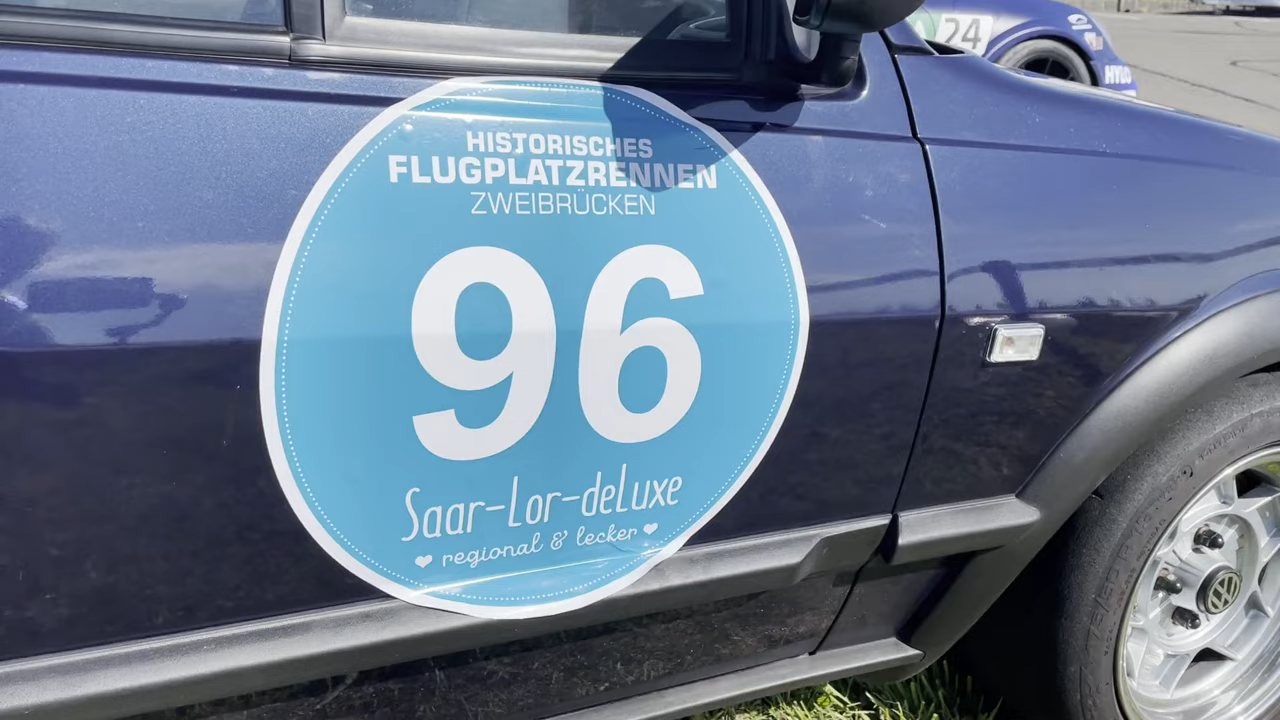 24
HISTORISCHES
FLUGPLATZRENNEN
ZWEIBRÜCKEN
96
Saar-Lor-deLuxe
regional & lecker